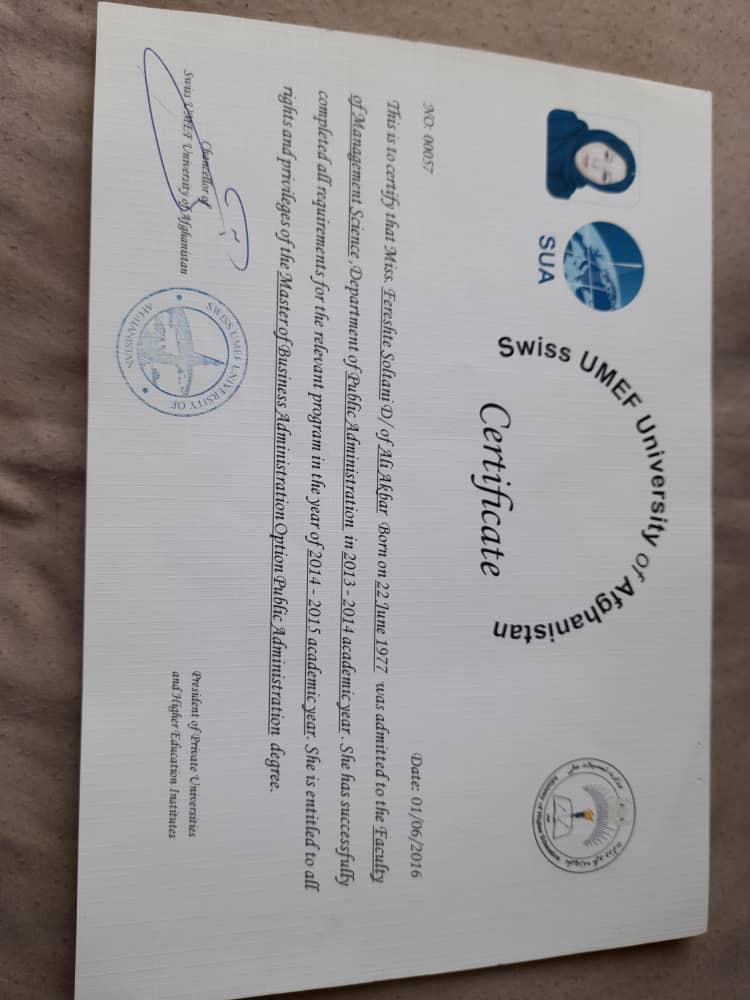 Swiss UMEF University Of Afghanistan
SUA
Certificate
NO: 00057
Date: 01/06/2016
This is to certify that Miss. Fereshte Soltani D/ of Ali Akbar Born on 22 June 1977 was admitted to the Faculty
of Management Science, Department of Public Administration in 2013 - 2014 academic year. She has successfully
completed all requirements for the relevant program in the year of 2014 - 2015 academic year. She is entitled to all
rights and privileges of the Master of Business Administration Option Public Administration degree.
Chancellor of
Swiss UMEF University of Afghanistan
SWISS UMEF UNIVERSITY OF
AFGHANISTAN
President of Private Universities
and Higher Education Institutes